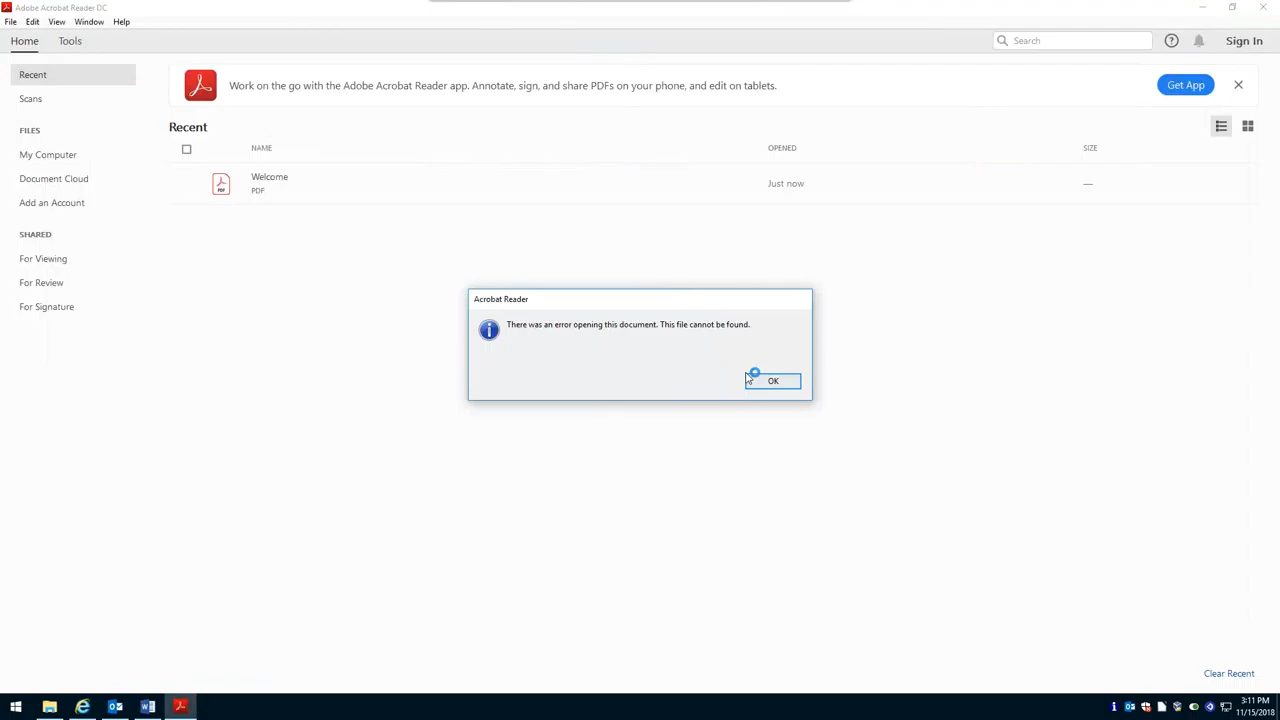 Adobe Acrobat Reader DC
File Edit View Window Help
Home Tools Search Sign In
Recent
Scans
FILES
My Computer
Document Cloud
Add an Account
SHARED
For Viewing
For Review
For Signature
Work on the go with the Adobe Acrobat Reader app. Annotate, sign, and share PDFs on your phone, and edit on tablets. Get App
Recent
NAME OPENED SIZE
PDF Welcome Just now —
PDF
Acrobat Reader
There was an error opening this document. This file cannot be found.
OK
Clear Recent
3:11 PM
11/15/2018